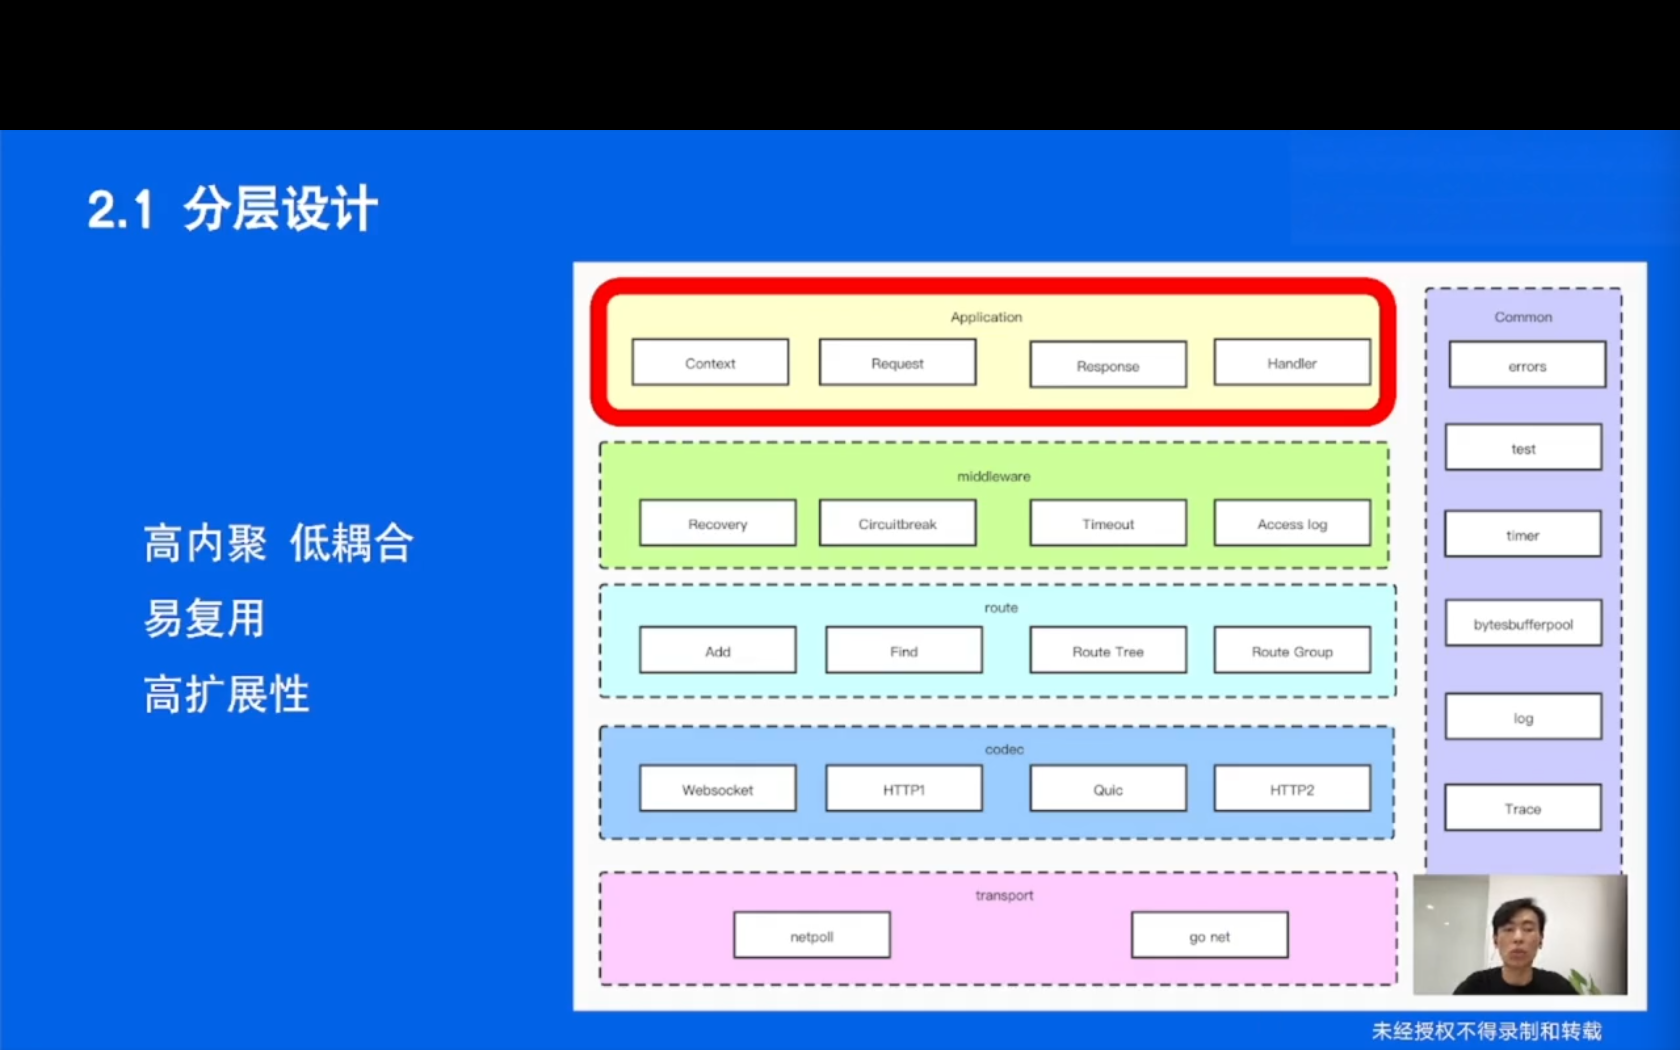 2.1 分层设计
高内聚 低耦合
易复用
高扩展性
Application
Context
Request
Response
Handler
middleware
Recovery
Circuitbreak
Timeout
Access log
route
Add
Find
Route Tree
Route Group
codec
Websocket
HTTP1
Quic
HTTP2
transport
netpoll
go net
Common
errors
test
timer
bytesbufferpool
log
Trace
未经授权不得录制和转载